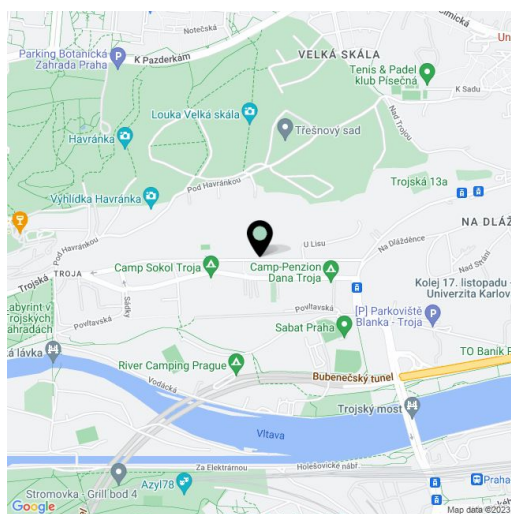 Notečská
Parking Botanická
Zahrada Praha
K Pazderkám
VELKÁ SKÁLA
Tenis & Padel
klub Písečná
K Sadu
Louka Velká skála
Třešňový sad
Nad Trojou
Havránka
Trojská 13a
Pod Havránkou
Vyhlídka Havránka
NA DLÁŽ
Na Dlážděnce
U Lisu
Pod Havránkou
Nad Strání
Trojská
TROJA
Camp Sokol Troja
Camp-Penzion
Dana Troja
Kolej 17. listopadu -
Univerzita Karlov
Sádky
Povltavská
[P] Parkoviště
Blanka - Troja
Labyrint v
Trojských
zahradách
Povltavská
Sabat Praha
TO Baník P
á lávka
River Camping Prague
Vodácká
Bubenečský tunel
Trojský most
Vltava
Za Elektrárnou
Holešovické nábř.
Praha
Stromovka - Grill bod 4
Azyl78
Google
Map data ©2023